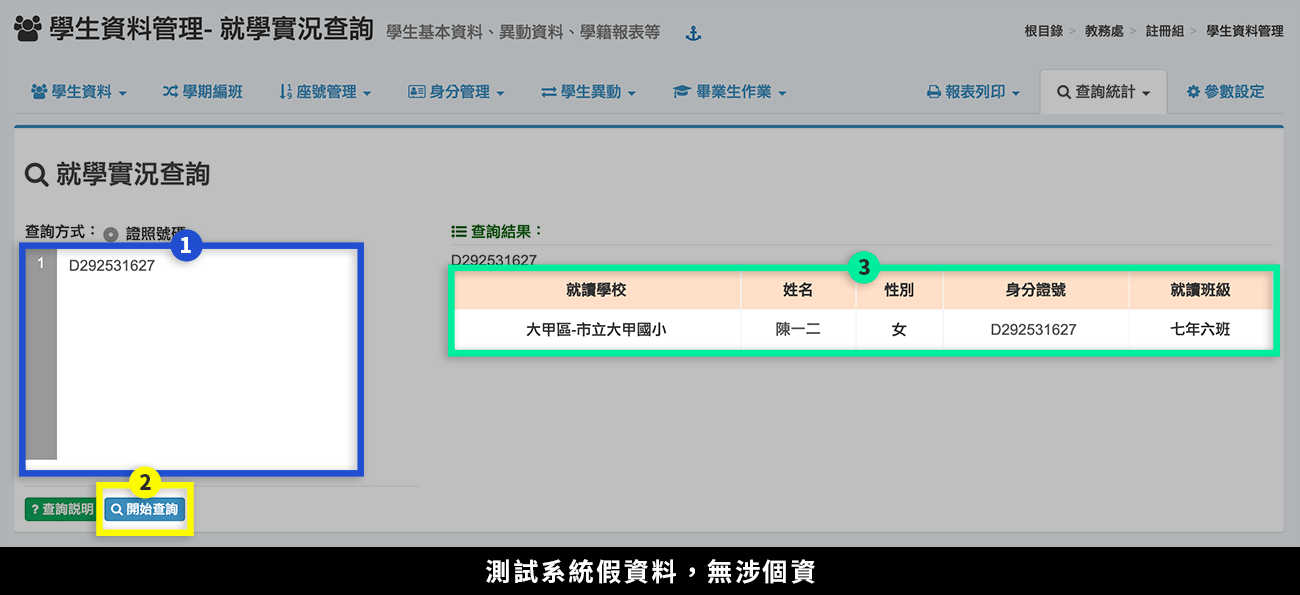 學生資料管理- 就學實況查詢 學生基本資料、異動資料、學籍報表等
根目錄 > 教務處 > 註冊組 > 學生資料管理
學生資料 學期編班 座號管理 身分管理 學生異動 畢業生作業 報表列印 查詢統計 參數設定
就學實況查詢
查詢方式： 證照號碼
1
1 D292531627
2
? 查詢説明 開始查詢
查詢結果：
D292531627
3
就讀學校 姓名 性別 身分證號 就讀班級
大甲區-市立大甲國小 陳一二 女 D292531627 七年六班
測試系統假資料，無涉個資